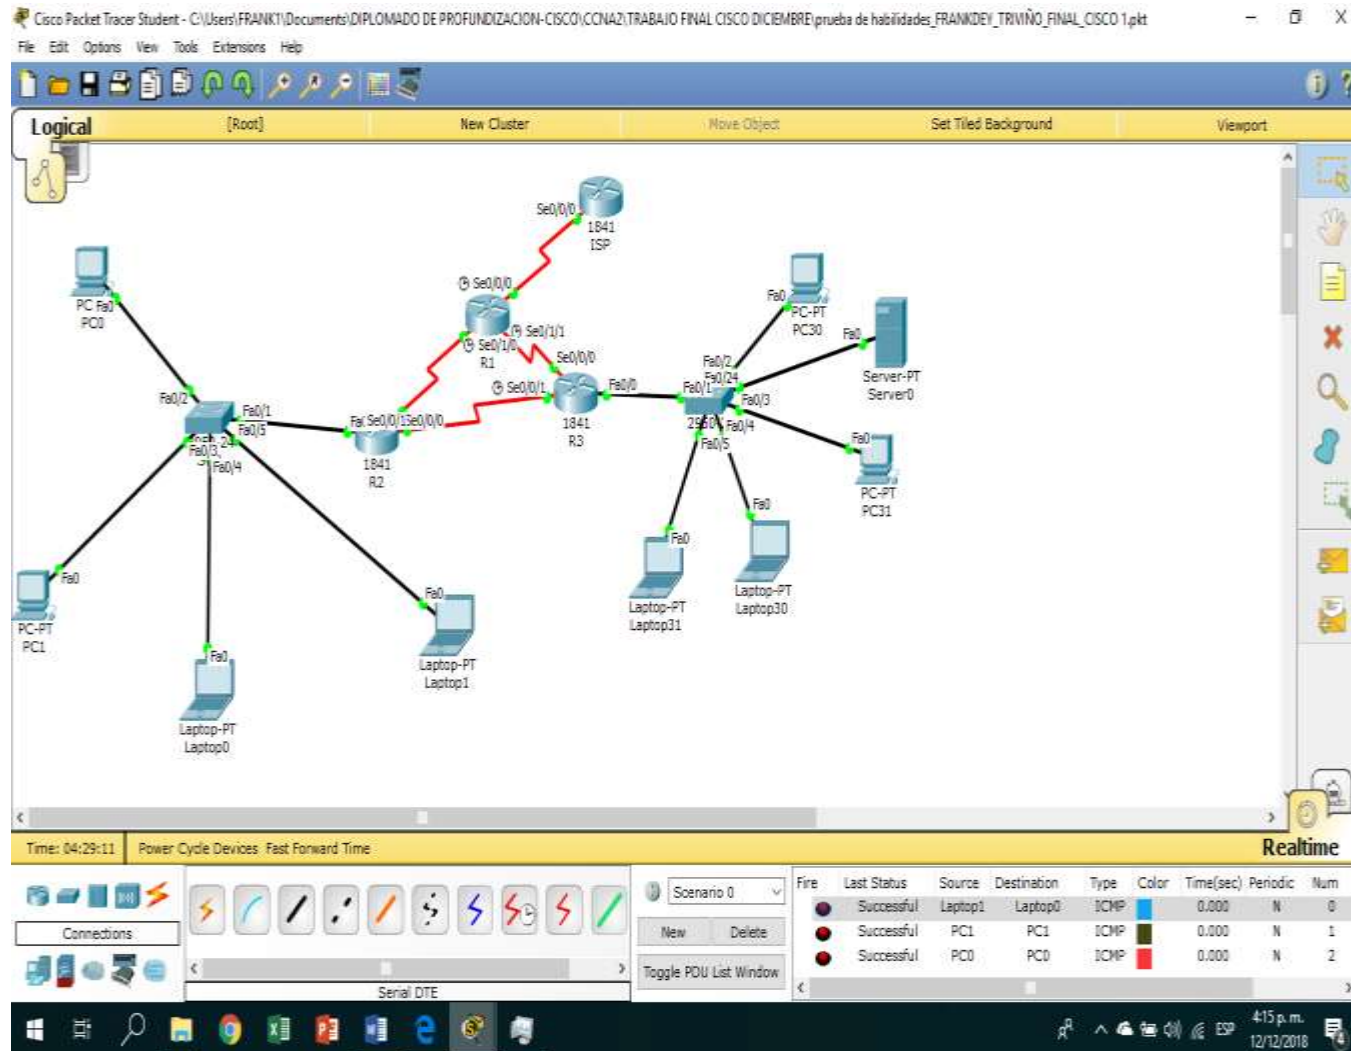 Cisco Packet Tracer Student - C:\Users\FRANK1\Documents\DIPLOMADO DE PROFUNDIZACION-CISCO\CCNA2\TRABAJO FINAL CISCO DICIEMBRE\prueba de habilidades_FRANKDEY_TRIVIÑO_FINAL_CISCO 1.pkt
File Edit Options View Tools Extensions Help
Logical [Root] New Cluster Move Object Set Tiled Background Viewport
Se0/0/0
1841
ISP
Se0/0/0
PC Fa0
PC0
Fa0
PC-PT
PC30
Se0/1/1
Se0/1/0
R1
Fa0
Se0/0/0
Fa0/2
Fa0/24
Server-PT
Server0
Se0/0/1
Fa0/0
Fa0/1
Fa0/3
Fa0/2
Fa0/1
Fa0/5
Se0/0/1
Se0/0/0
1841
R3
Fa0/4
Fa0/5
Fa0
Fa0/3
Fa0/4
1841
R2
PC-PT
PC31
Fa0
Fa0
Fa0
Fa0
Laptop-PT
Laptop30
Laptop-PT
Laptop31
PC-PT
PC1
Fa0
Laptop-PT
Laptop1
Laptop-PT
Laptop0
Time: 04:29:11 Power Cycle Devices Fast Forward Time Realtime
Scenario 0
New Delete
Toggle PDU List Window
Connections
Serial DTE
Fire Last Status Source Destination Type Color Time(sec) Periodic Num
Successful Laptop1 Laptop0 ICMP 0.000 N 0
Successful PC1 PC1 ICMP 0.000 N 1
Successful PC0 PC0 ICMP 0.000 N 2
ESP
4:15 p. m.
12/12/2018